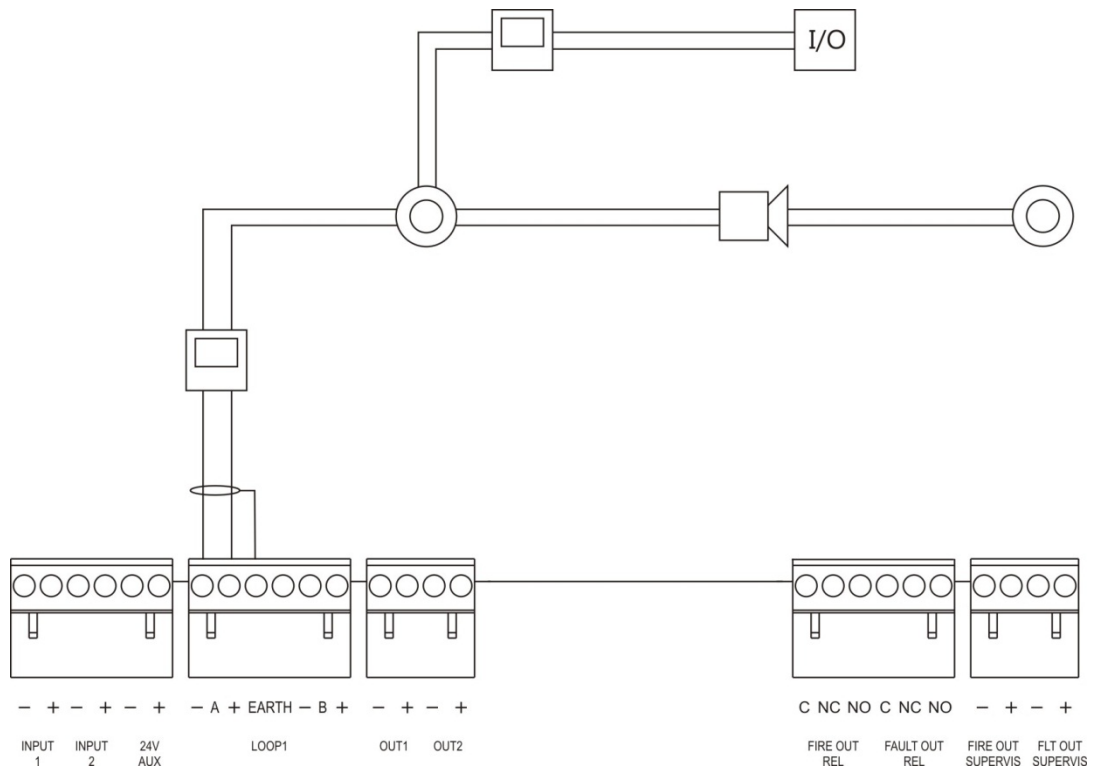 I/O
− + − + − + − A + EARTH − B + − + − + C NC NO C NC NO − + − +
INPUT INPUT 24V LOOP1 OUT1 OUT2 FIRE OUT FAULT OUT FIRE OUT FLT OUT
1 2 AUX REL REL SUPERVIS SUPERVIS